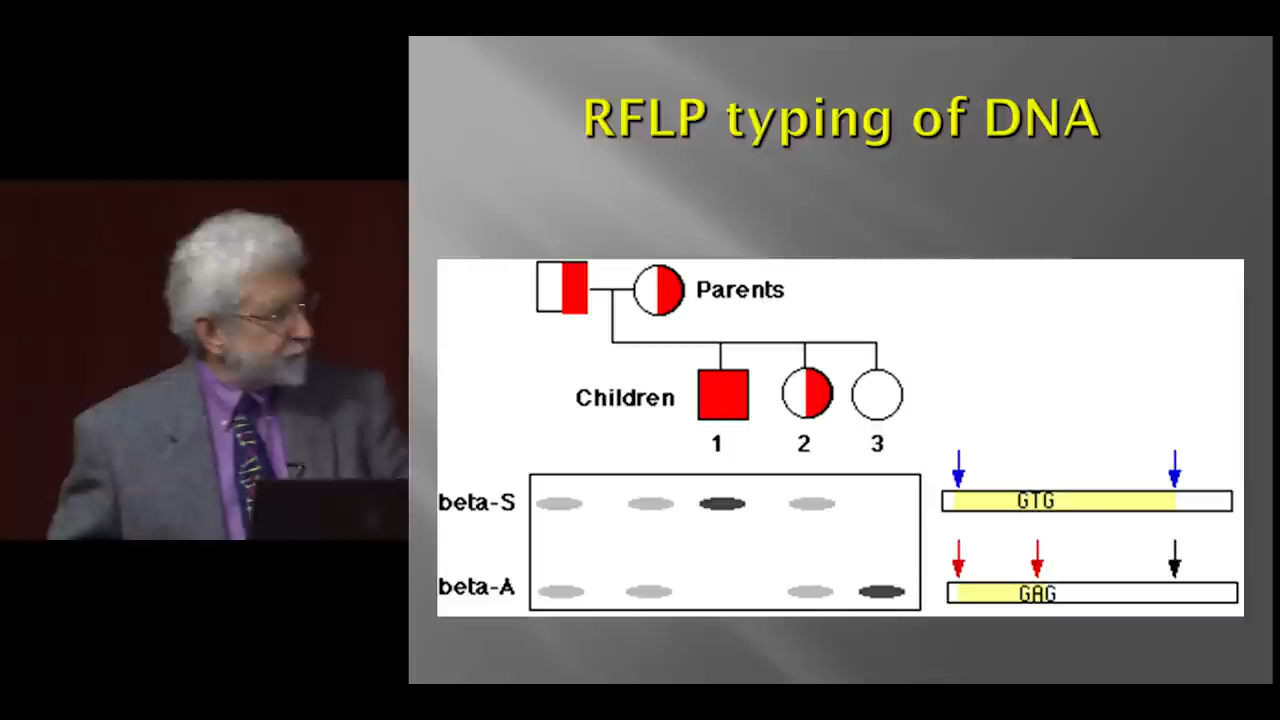 RFLP typing of DNA
Parents
Children
1 2 3
beta-S
GTG
beta-A
GAG